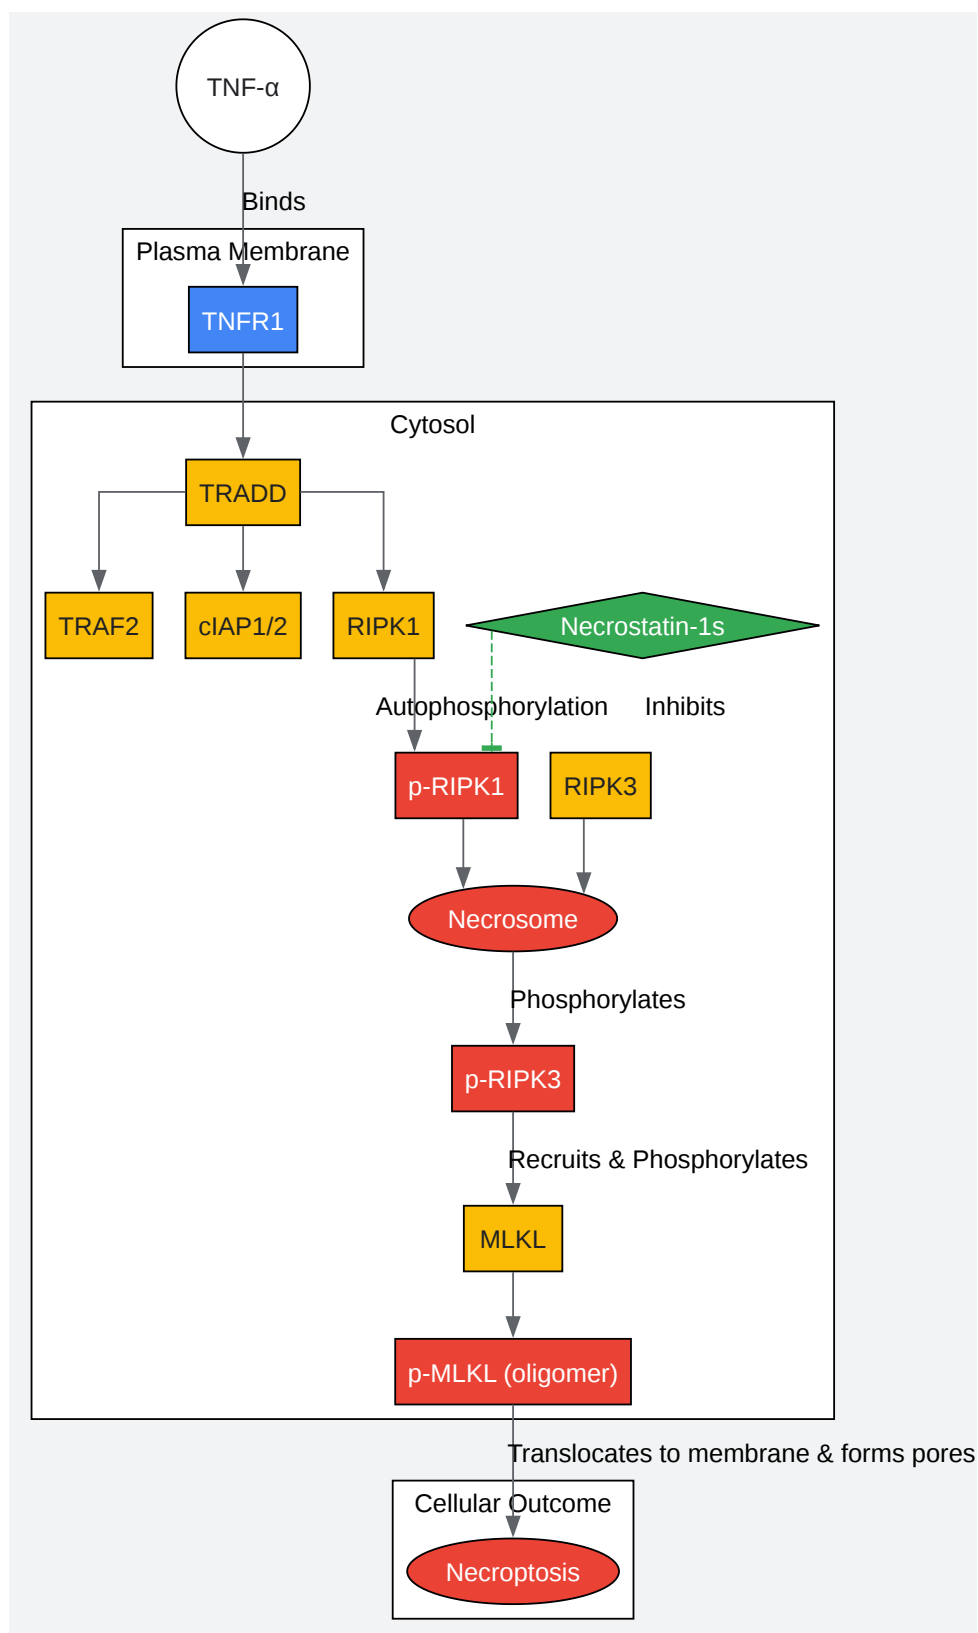 TNF-α
Binds
Plasma Membrane
TNFR1
Cytosol
TRADD
TRAF2
cIAP1/2
RIPK1
Necrostatin-1s
Autophosphorylation
Inhibits
p-RIPK1
RIPK3
Necrosome
Phosphorylates
p-RIPK3
Recruits & Phosphorylates
MLKL
p-MLKL (oligomer)
Translocates to membrane & forms pores
Cellular Outcome
Necroptosis